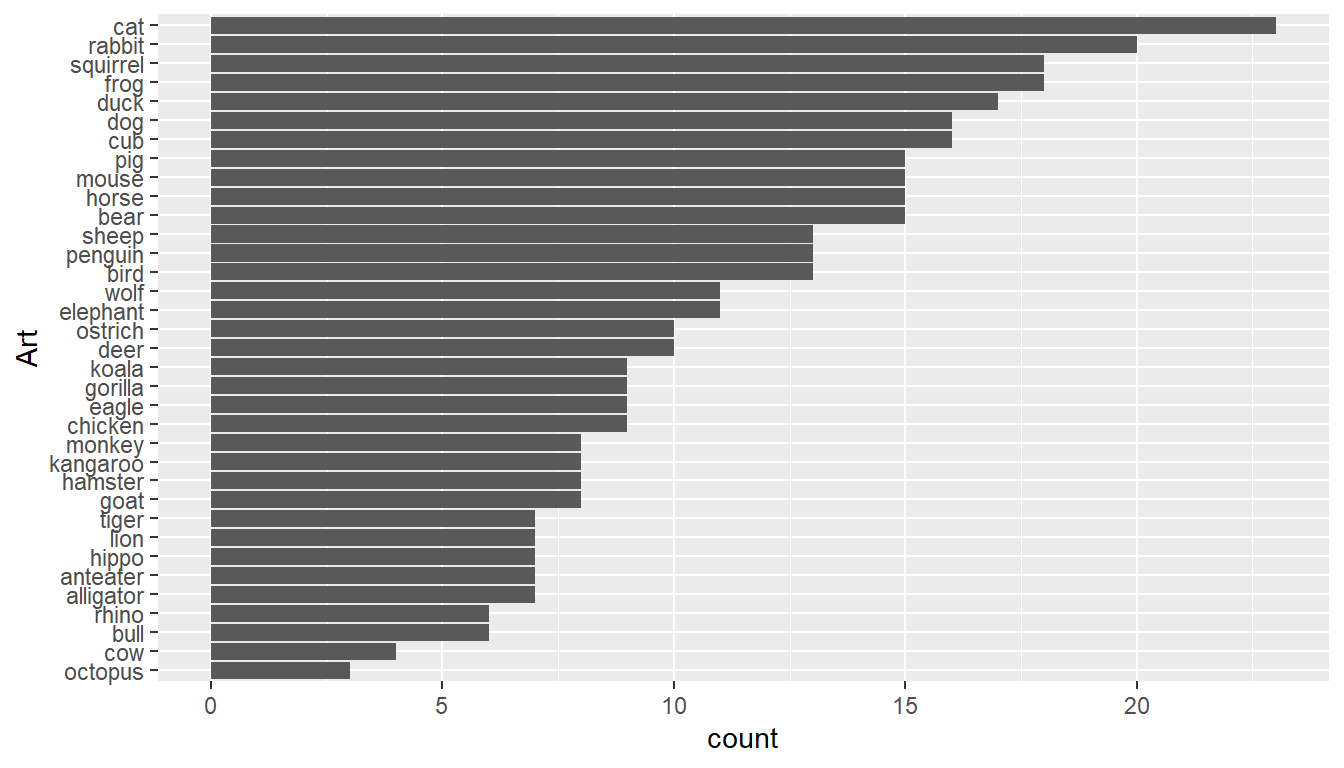 cat
rabbit
squirrel
frog
duck
dog
cub
pig
mouse
horse
bear
sheep
penguin
bird
wolf
elephant
ostrich
deer
koala
gorilla
eagle
chicken
monkey
kangaroo
hamster
goat
tiger
lion
hippo
anteater
alligator
rhino
bull
cow
octopus
Art
0 5 10 15 20
count